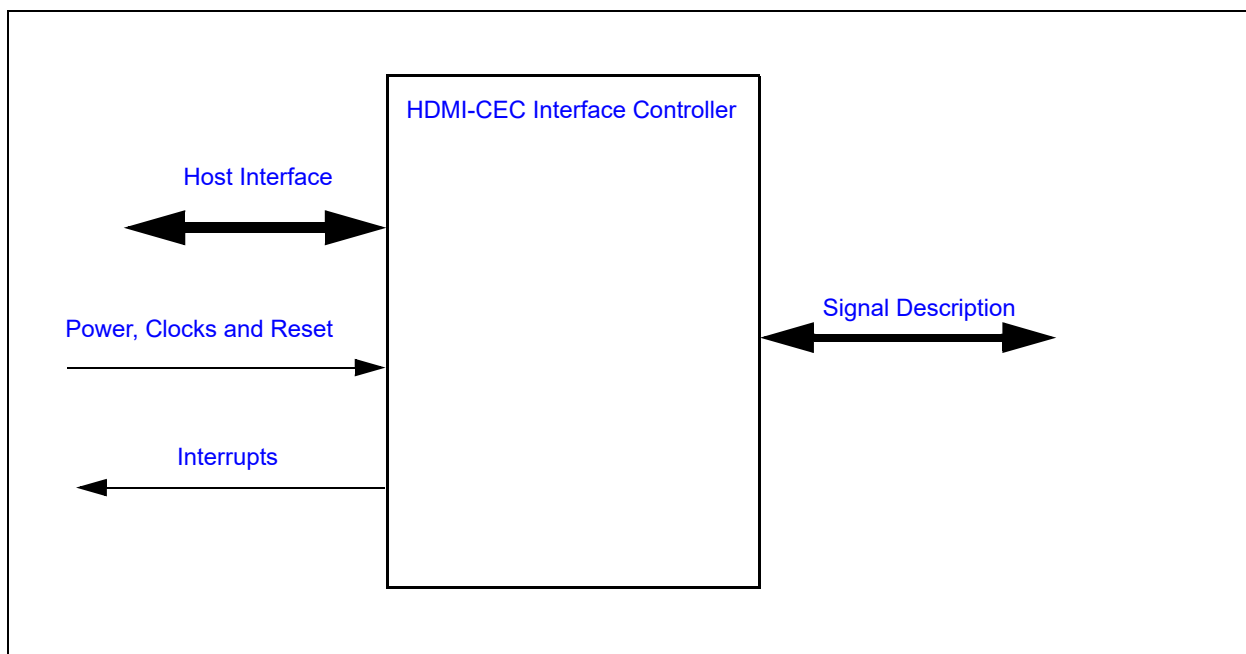 HDMI-CEC Interface Controller
Host Interface
Signal Description
Power, Clocks and Reset
Interrupts